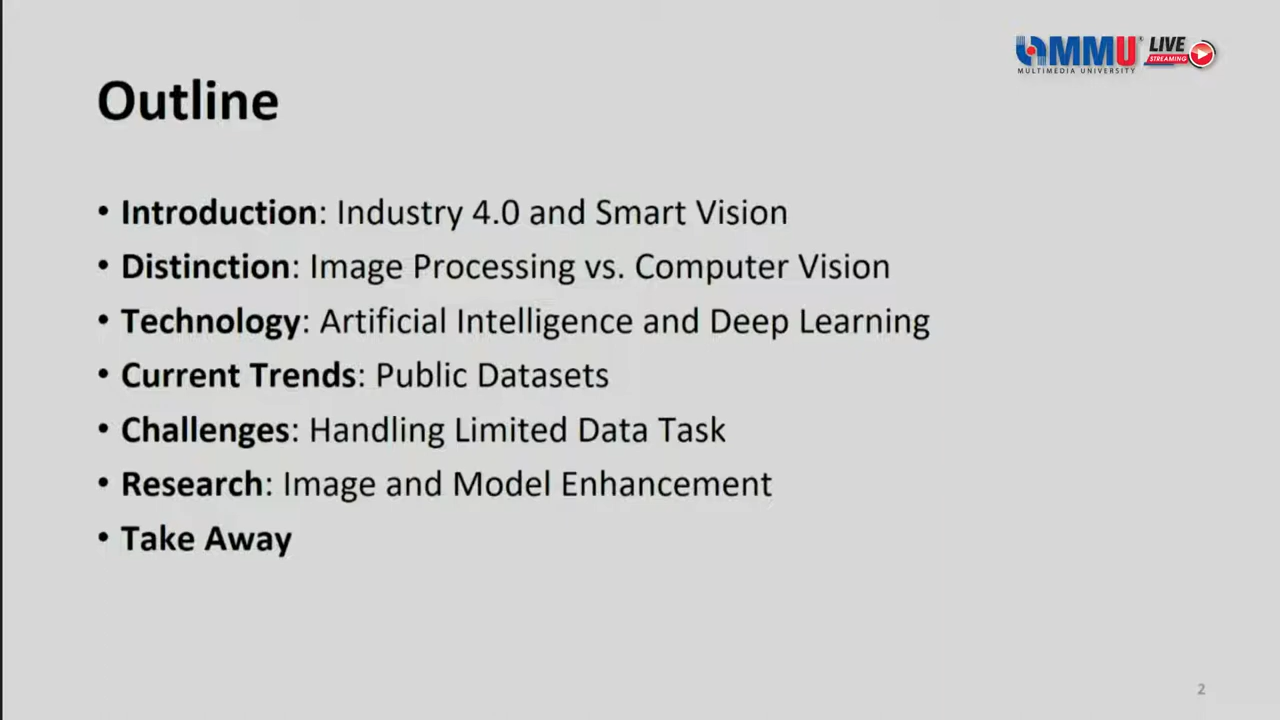 MMU LIVE
MULTIMEDIA UNIVERSITY STREAMING
Outline
• Introduction: Industry 4.0 and Smart Vision
• Distinction: Image Processing vs. Computer Vision
• Technology: Artificial Intelligence and Deep Learning
• Current Trends: Public Datasets
• Challenges: Handling Limited Data Task
• Research: Image and Model Enhancement
• Take Away
2